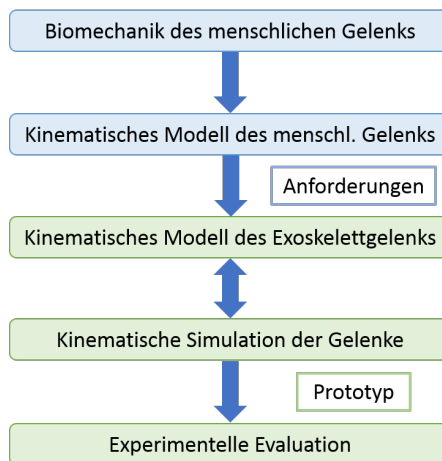 Biomechanik des menschlichen Gelenks
Kinematisches Modell des menschl. Gelenks
Anforderungen
Kinematisches Modell des Exoskelettgelenks
Kinematische Simulation der Gelenke
Prototyp
Experimentelle Evaluation